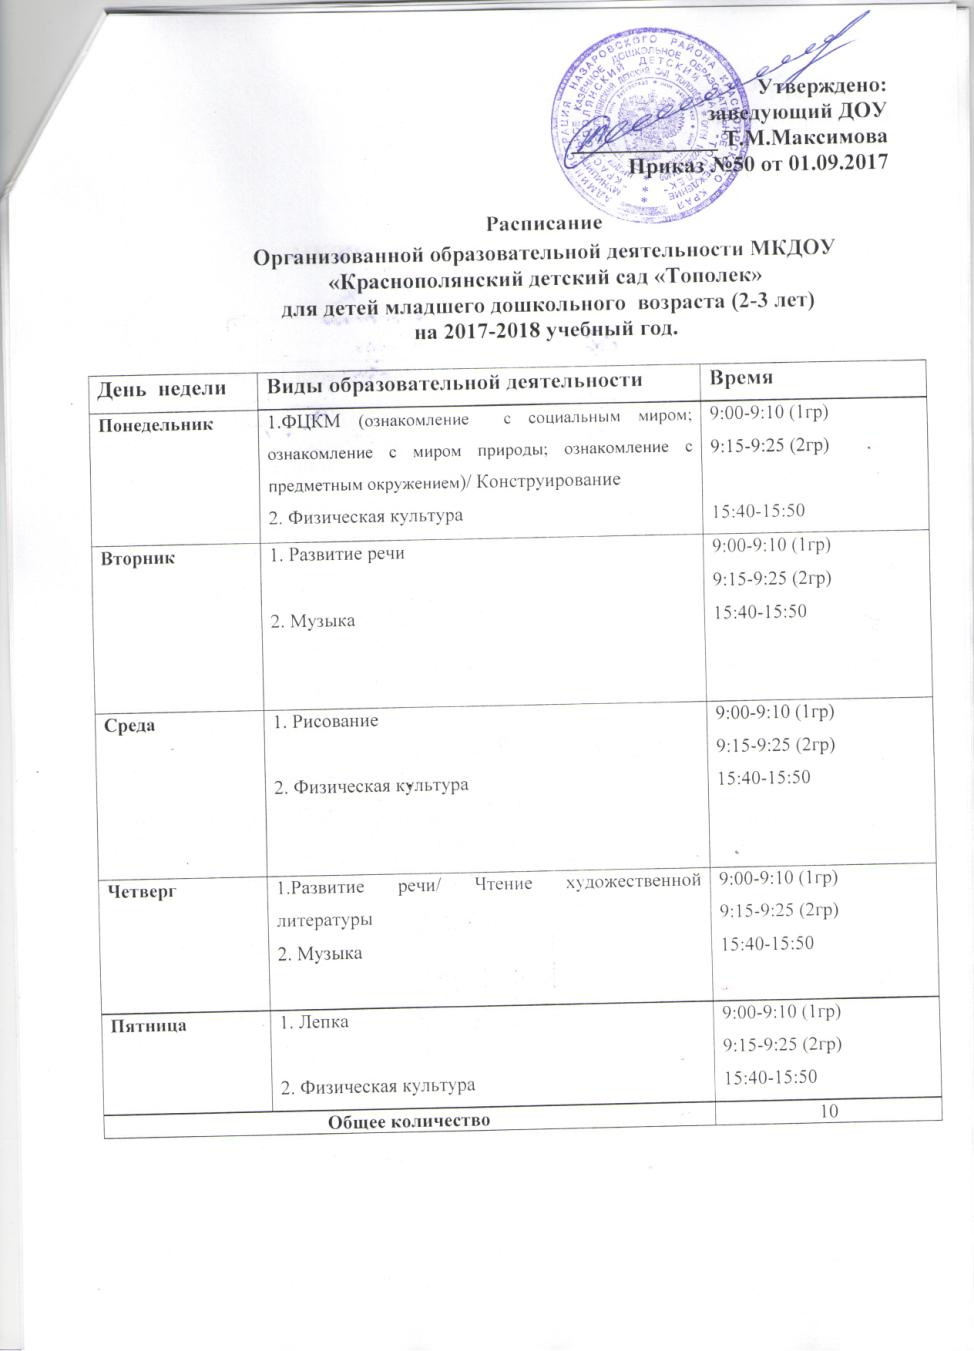 Утверждено:
заведующий ДОУ
Т.М.Максимова
Приказ №50 от 01.09.2017
Расписание
Организованной образовательной деятельности МКДОУ
«Краснополянский детский сад «Тополек»
для детей младшего дошкольного возраста (2-3 лет)
на 2017-2018 учебный год.
День недели Виды образовательной деятельности Время
Понедельник 1.ФЦКМ (ознакомление с социальным миром; 9:00-9:10 (1гр)
ознакомление с миром природы; ознакомление с 9:15-9:25 (2гр)
предметным окружением)/ Конструирование
2. Физическая культура 15:40-15:50
Вторник 1. Развитие речи 9:00-9:10 (1гр)
9:15-9:25 (2гр)
2. Музыка 15:40-15:50
Среда 1. Рисование 9:00-9:10 (1гр)
9:15-9:25 (2гр)
2. Физическая культура 15:40-15:50
Четверг 1.Развитие речи/ Чтение художественной 9:00-9:10 (1гр)
литературы 9:15-9:25 (2гр)
2. Музыка 15:40-15:50
Пятница 1. Лепка 9:00-9:10 (1гр)
9:15-9:25 (2гр)
2. Физическая культура 15:40-15:50
Общее количество 10